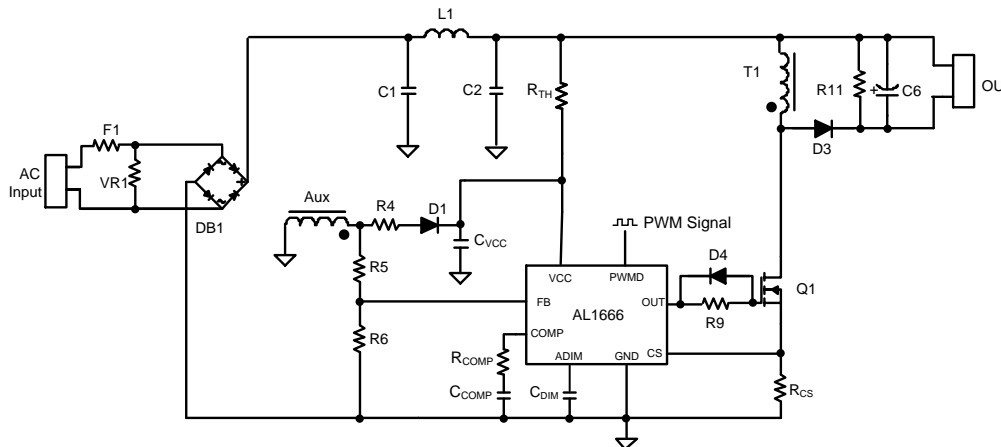 L1
T1
C1
C2
RTH
R11
+
C6
OU
D3
F1
AC
Input
VR1
DB1
Aux
R4
D1
CVCC
PWM Signal
R5
VCC
PWMD
D4
Q1
FB
OUT
R9
AL1666
R6
COMP
RCOMP
ADIM
GND
CS
CCOMP
CDIM
RCS